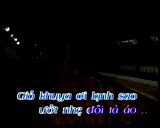 Gió khuya ơi lạnh sao
ướt nhẹ đôi tà áo ..